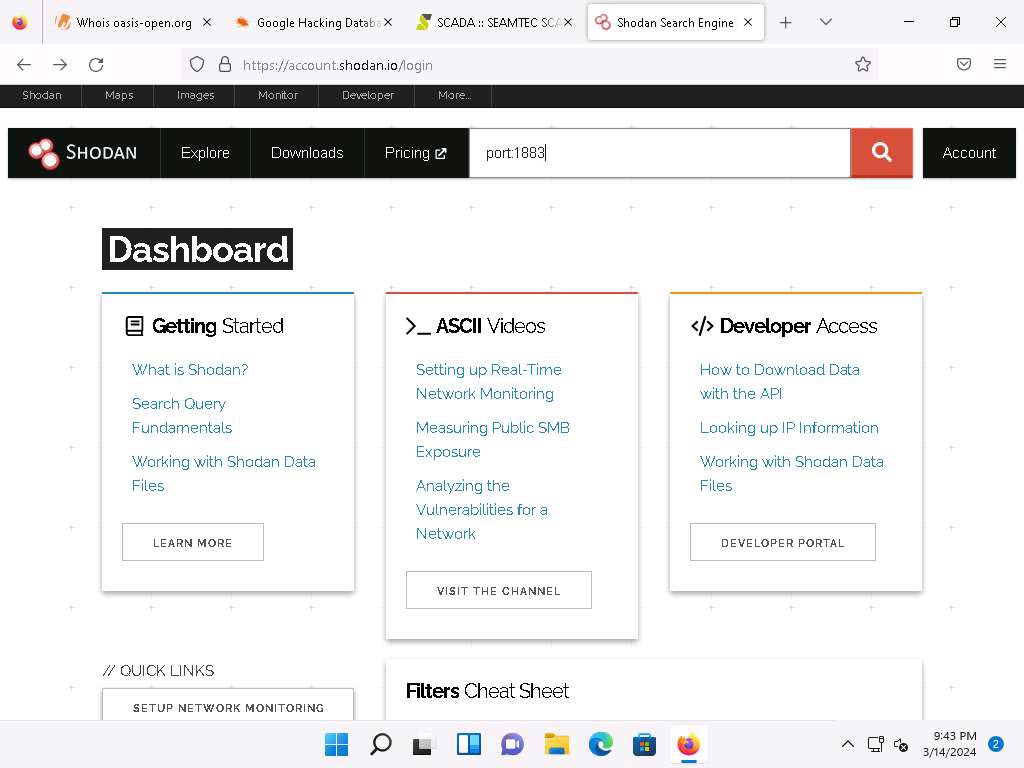 Whois oasis-open.org
Google Hacking Databa
SCADA :: SEAMTEC SCA
Shodan Search Engine
https://account.shodan.io/login
Shodan Maps Images Monitor Developer More...
SHODAN Explore Downloads Pricing port:1883 Account
Dashboard
Getting Started
What is Shodan?
Search Query
Fundamentals
Working with Shodan Data
Files
LEARN MORE
ASCII Videos
Setting up Real-Time
Network Monitoring
Measuring Public SMB
Exposure
Analyzing the
Vulnerabilities for a
Network
VISIT THE CHANNEL
Developer Access
How to Download Data
with the API
Looking up IP Information
Working with Shodan Data
Files
DEVELOPER PORTAL
// QUICK LINKS
SETUP NETWORK MONITORING
Filters Cheat Sheet
9:43 PM
3/14/2024
2